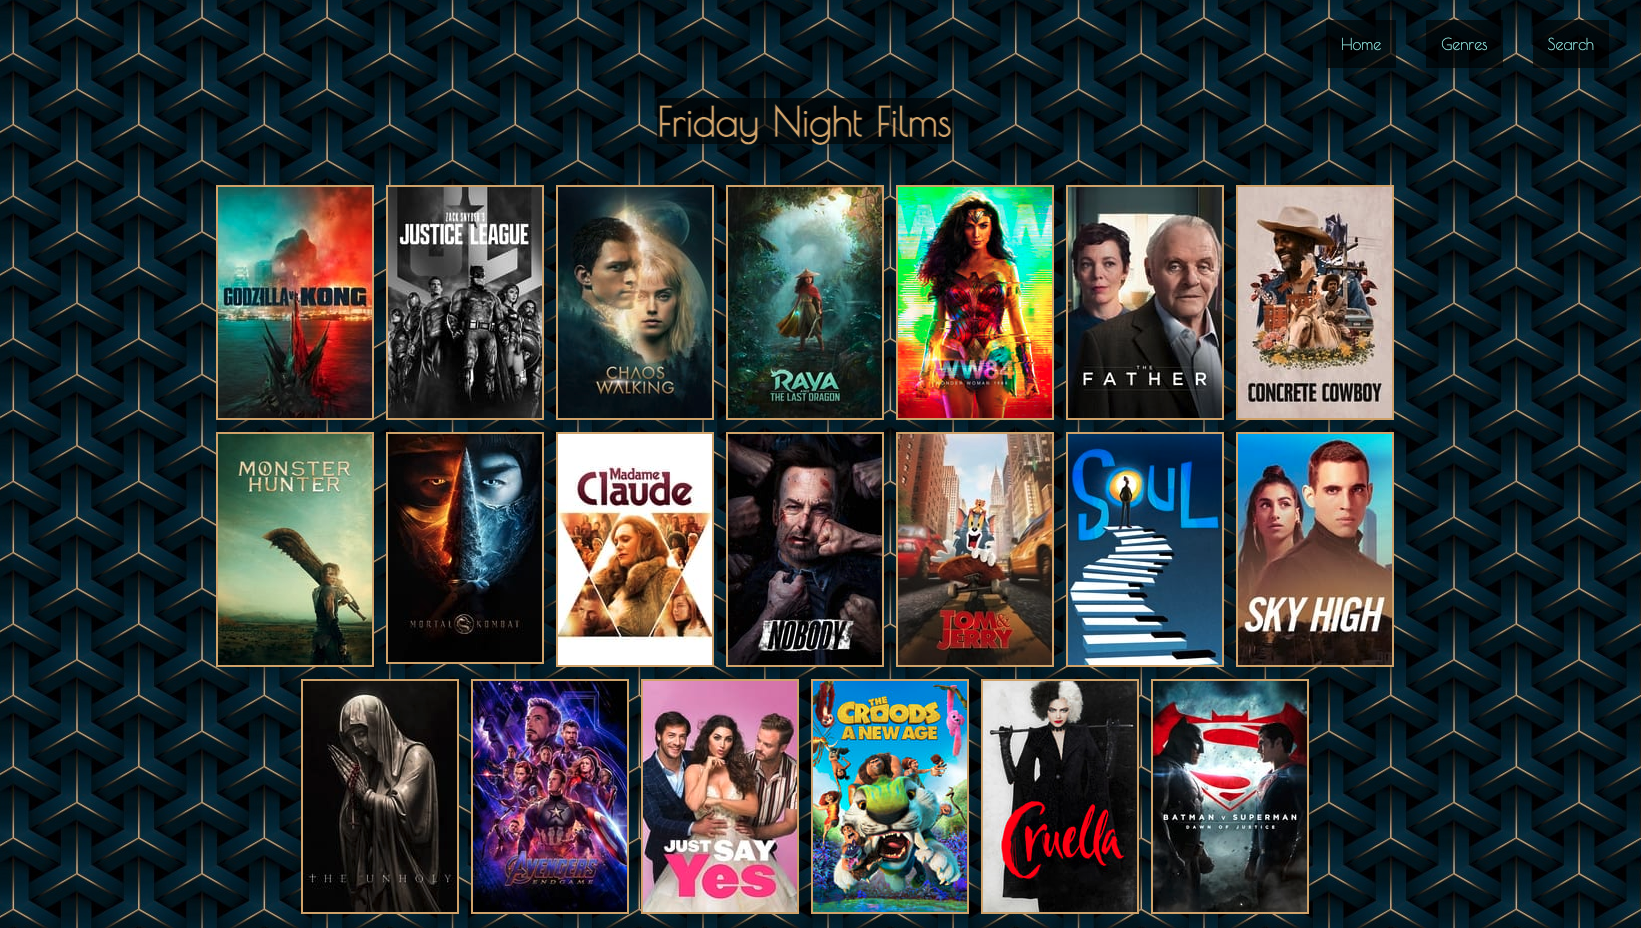 Home Genres Search
Friday Night Films
GODZILLA VS. KONG
ZACK SNYDER'S
JUSTICE LEAGUE
CHAOS
WALKING
RAYA
AND
THE LAST DRAGON
WW84
WONDER WOMAN 1984
THE
FATHER
CONCRETE COWBOY
MONSTER
HUNTER
MORTAL KOMBAT
Madame
Claude
NOBODY
TOM&
JERRY
SOUL
SKY HIGH
THE UNHOLY
AVENGERS
ENDGAME
JUST SAY
Yes
THE
CROODS
A NEW AGE
Cruella
BATMAN v SUPERMAN
DAWN OF JUSTICE